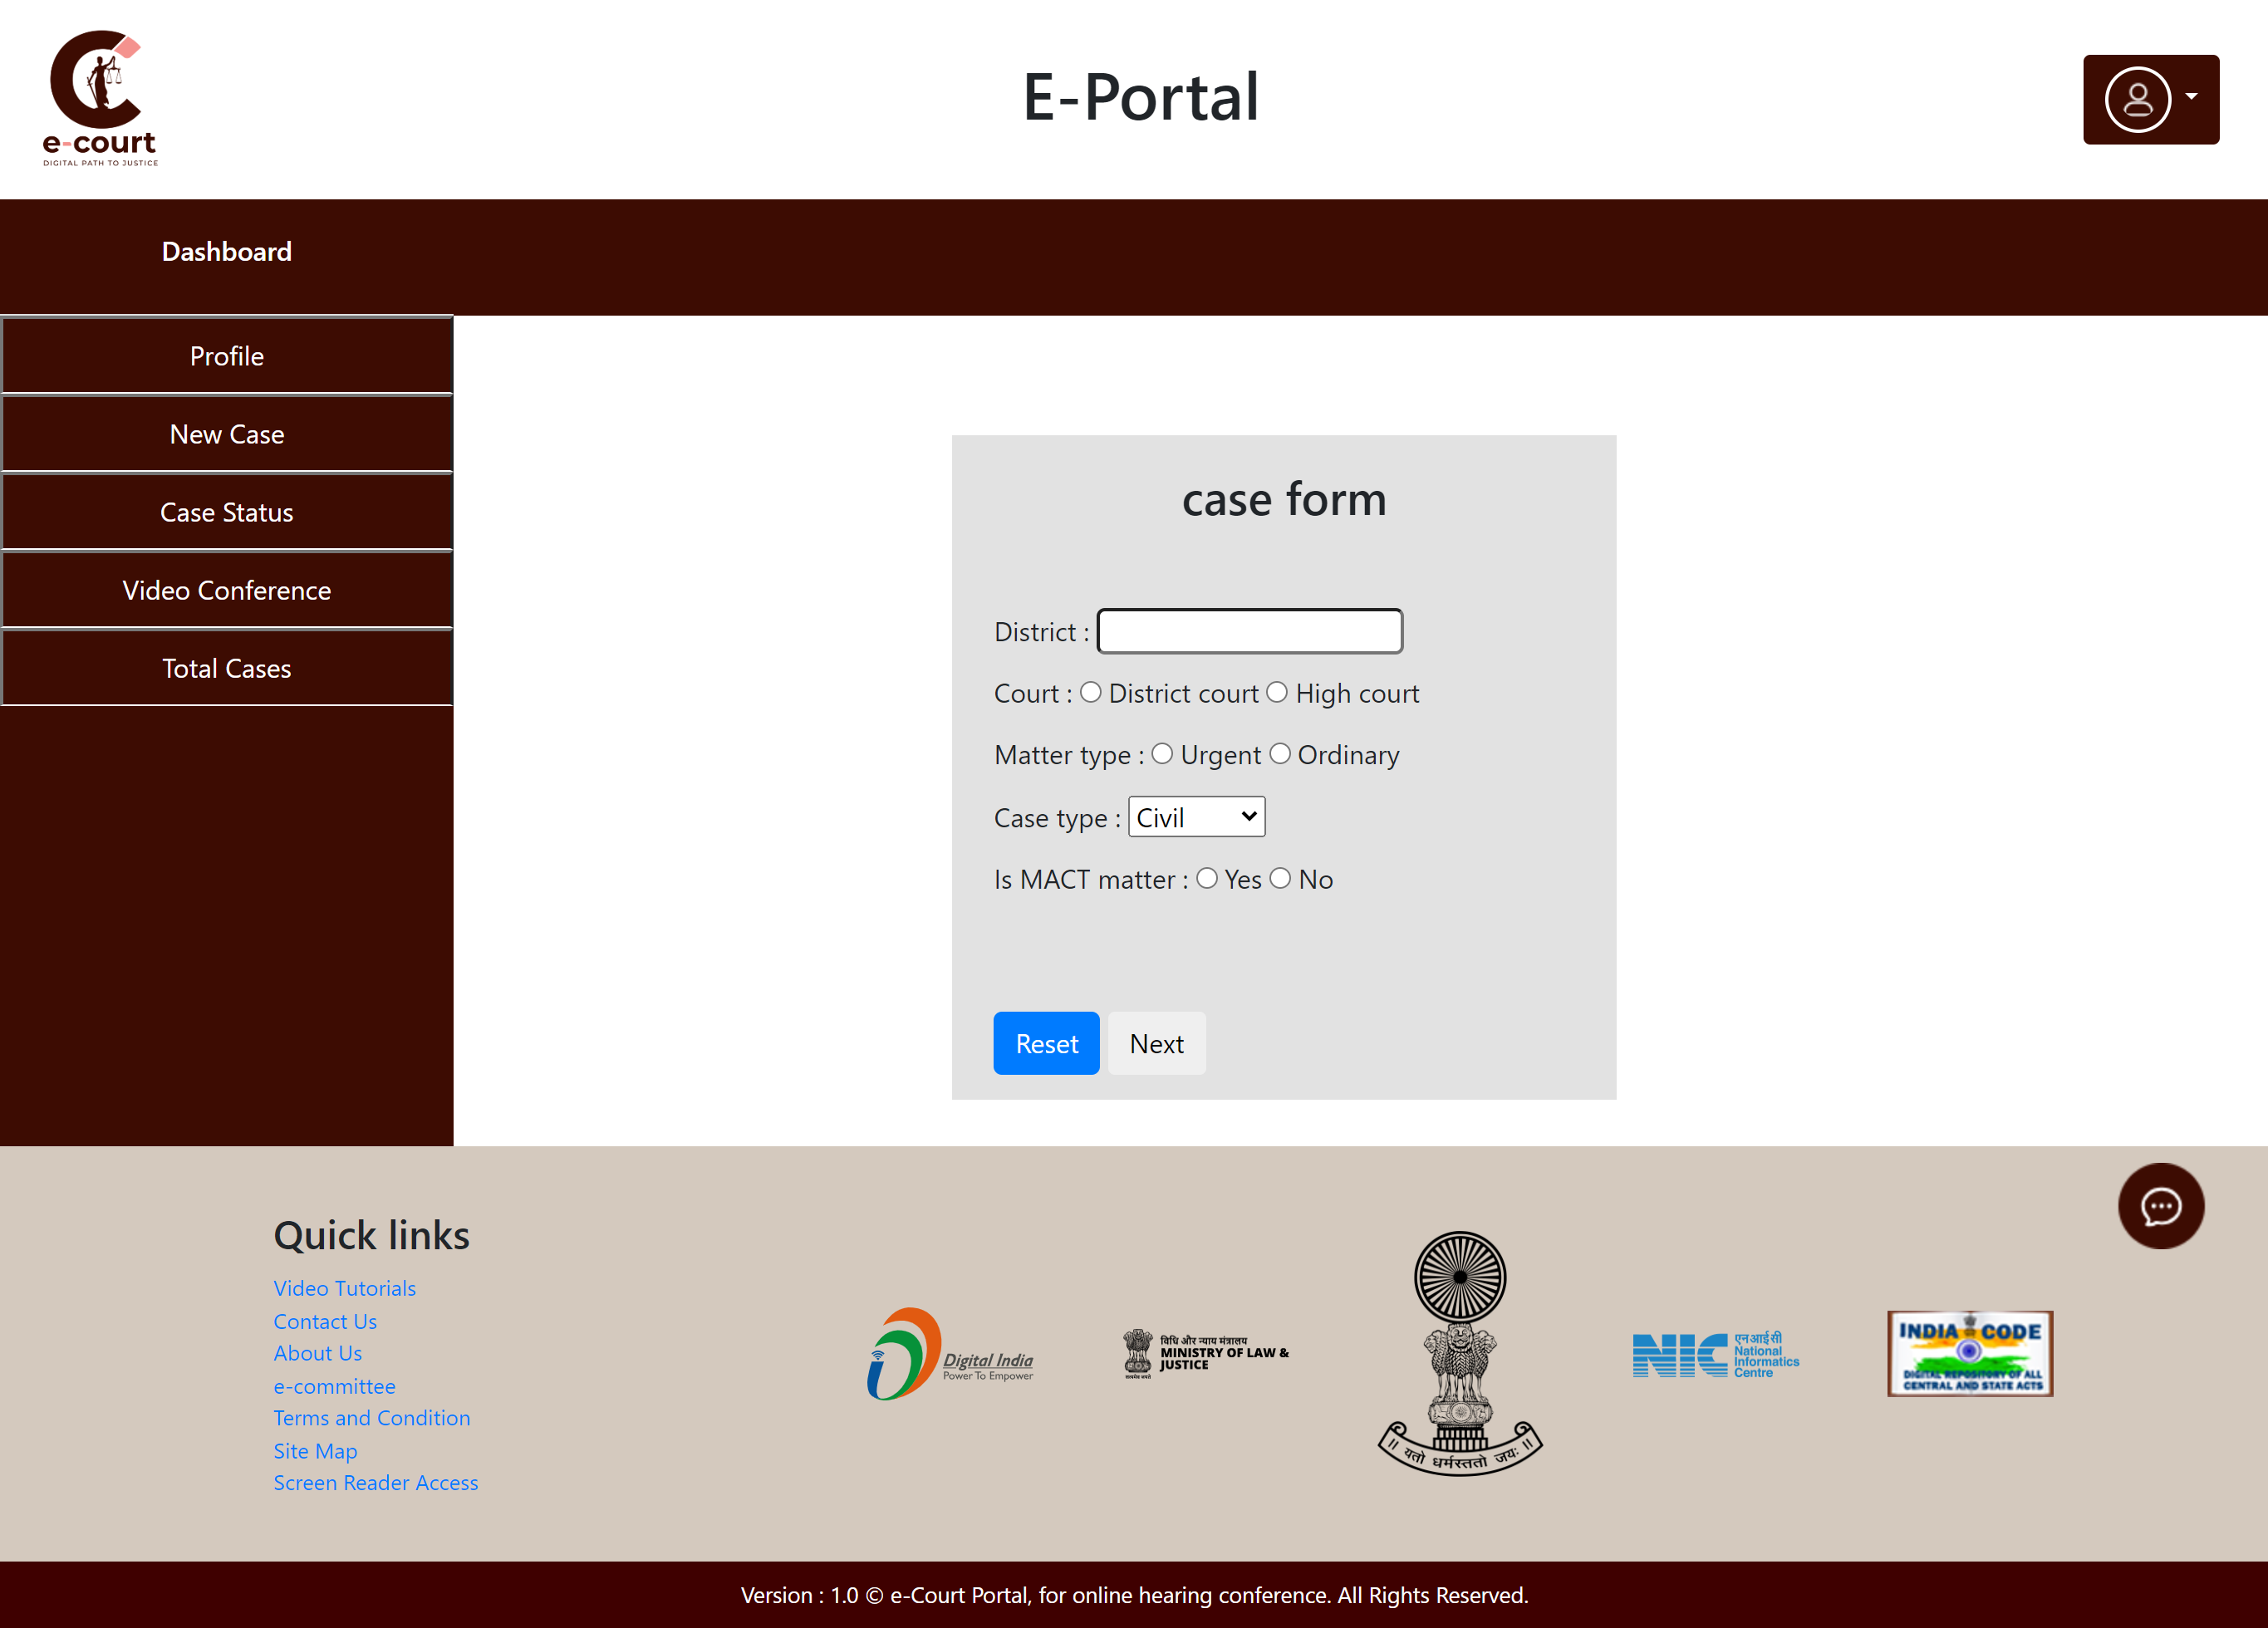 e-court
DIGITAL PATH TO JUSTICE
E-Portal
Dashboard
Profile
New Case
Case Status
Video Conference
Total Cases
case form
District :
Court : District court High court
Matter type : Urgent Ordinary
Case type : Civil
Is MACT matter : Yes No
Reset Next
Quick links
Video Tutorials
Contact Us
About Us
e-committee
Terms and Condition
Site Map
Screen Reader Access
Digital India
Power To Empower
विधि और न्याय मंत्रालय
MINISTRY OF LAW &
JUSTICE
सत्यमेव जयते
॥ यतो धर्मस्ततो जयः ॥
NIC
एन आई सी
National
Informatics
Centre
INDIA CODE
DIGITAL REPOSITORY OF ALL
CENTRAL AND STATE ACTS
Version : 1.0 © e-Court Portal, for online hearing conference. All Rights Reserved.